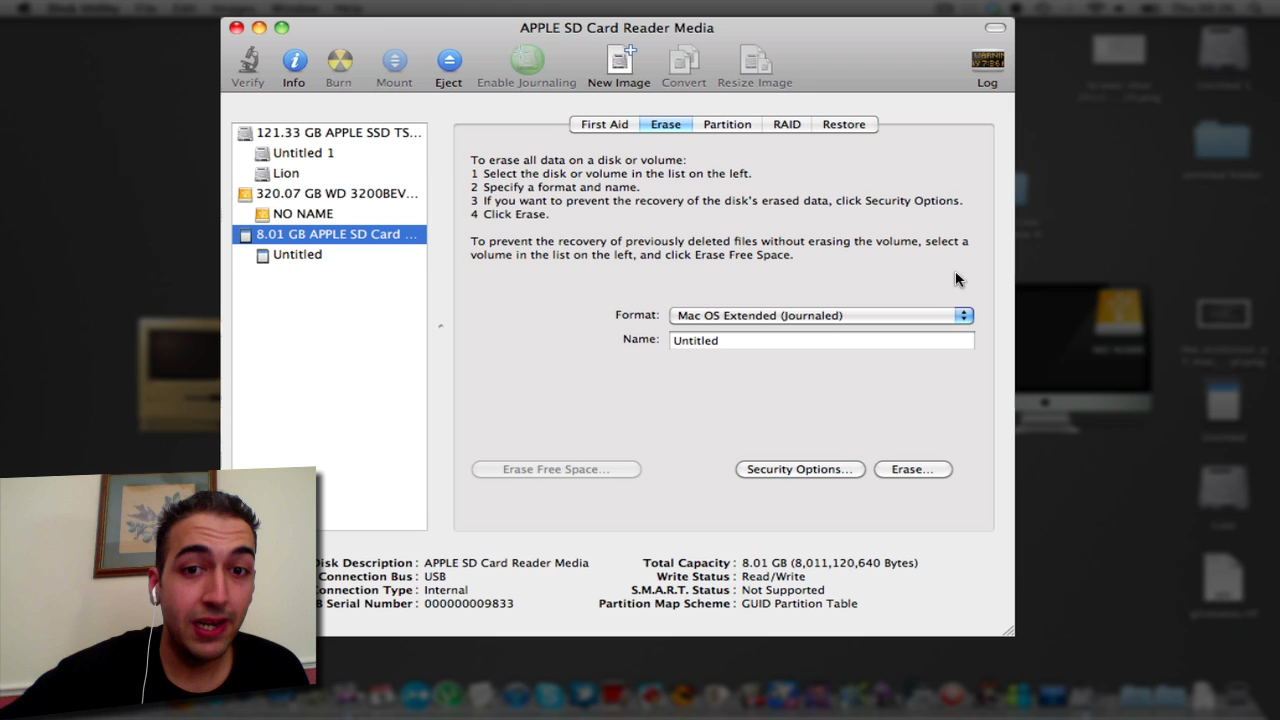 APPLE SD Card Reader Media
Verify
Info
Burn
Mount
Eject
Enable Journaling
New Image
Convert
Resize Image
Log
121.33 GB APPLE SSD TS...
Untitled 1
Lion
320.07 GB WD 3200BEV...
NO NAME
8.01 GB APPLE SD Card ...
Untitled
First Aid
Erase
Partition
RAID
Restore
To erase all data on a disk or volume:
1 Select the disk or volume in the list on the left.
2 Specify a format and name.
3 If you want to prevent the recovery of the disk's erased data, click Security Options.
4 Click Erase.
To prevent the recovery of previously deleted files without erasing the volume, select a
volume in the list on the left, and click Erase Free Space.
Format: Mac OS Extended (Journaled)
Name: Untitled
Erase Free Space...
Security Options...
Erase...
Disk Description : APPLE SD Card Reader Media
Connection Bus : USB
Connection Type : Internal
Serial Number : 000000009833
Total Capacity : 8.01 GB (8,011,120,640 Bytes)
Write Status : Read/Write
S.M.A.R.T. Status : Not Supported
Partition Map Scheme : GUID Partition Table